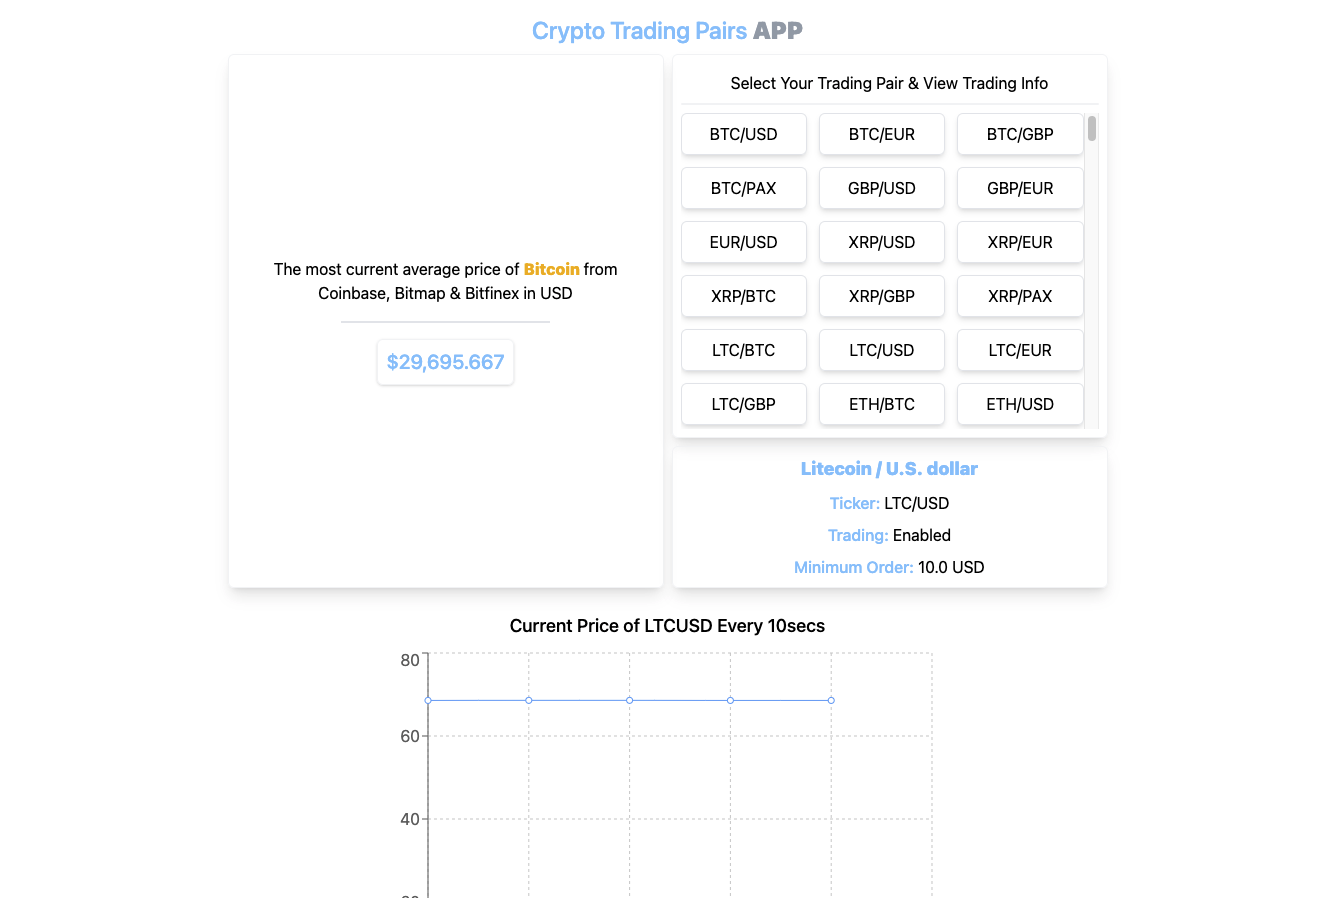 Crypto Trading Pairs APP
The most current average price of Bitcoin from
Coinbase, Bitmap & Bitfinex in USD
$29,695.667
Select Your Trading Pair & View Trading Info
BTC/USD BTC/EUR BTC/GBP
BTC/PAX GBP/USD GBP/EUR
EUR/USD XRP/USD XRP/EUR
XRP/BTC XRP/GBP XRP/PAX
LTC/BTC LTC/USD LTC/EUR
LTC/GBP ETH/BTC ETH/USD
Litecoin / U.S. dollar
Ticker: LTC/USD
Trading: Enabled
Minimum Order: 10.0 USD
Current Price of LTCUSD Every 10secs
80
60
40